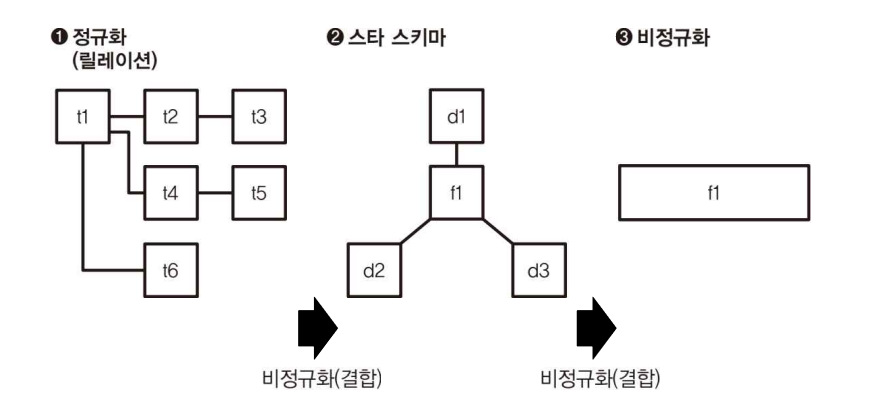 ❶ 정규화
(릴레이션)
❷ 스타 스키마
❸ 비정규화
t1
t2
t3
t4
t5
t6
d1
f1
d2
d3
f1
비정규화(결합)
비정규화(결합)